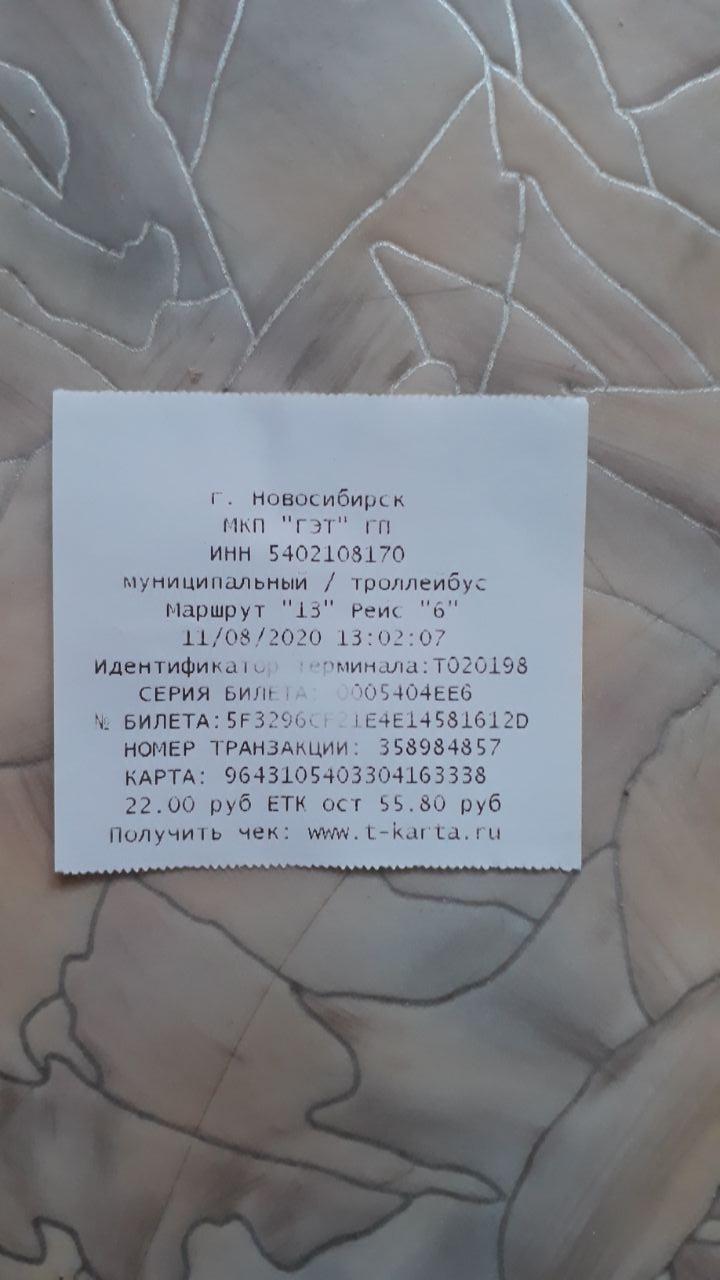 г. Новосибирск
МКП "ГЭТ" ГП
ИНН 5402108170
муниципальный / троллейбус
Маршрут "13" Рейс "6"
11/08/2020 13:02:07
Идентификатор терминала:T020198
СЕРИЯ БИЛЕТА: 0005404EE6
№ БИЛЕТА:5F3296CF21E4E14581612D
НОМЕР ТРАНЗАКЦИИ: 358984857
КАРТА: 9643105403304163338
22.00 руб ЕТК ост 55.80 руб
Получить чек: www.t-karta.ru